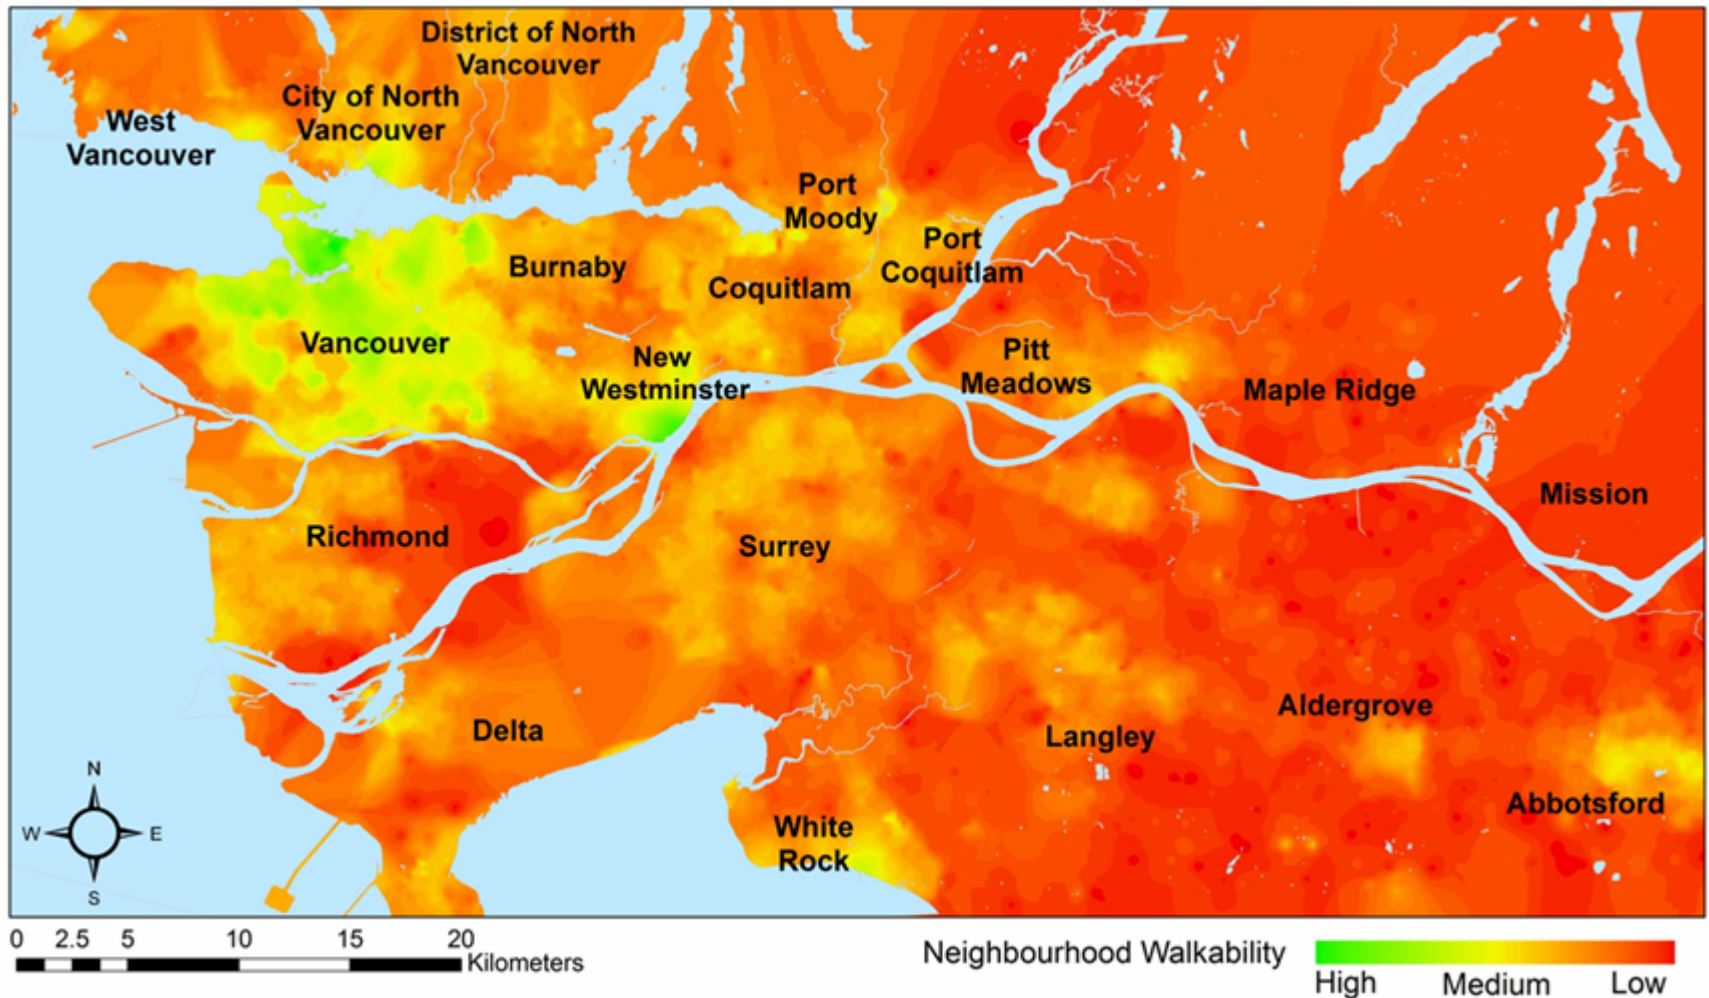 District of North
Vancouver
City of North
Vancouver
West
Vancouver
Port
Moody
Port
Coquitlam
Burnaby
Coquitlam
Vancouver
New
Westminster
Pitt
Meadows
Maple Ridge
Mission
Richmond
Surrey
Aldergrove
Delta
Langley
Abbotsford
White
Rock
N
W E
S
0 2.5 5 10 15 20
Kilometers
Neighbourhood Walkability
High Medium Low